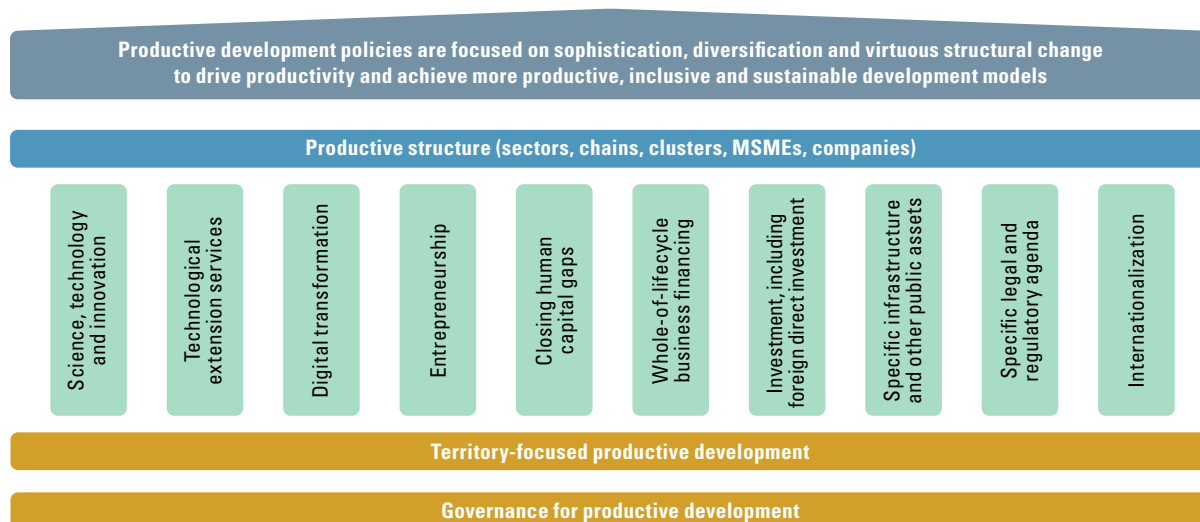 Productive development policies are focused on sophistication, diversification and virtuous structural change
to drive productivity and achieve more productive, inclusive and sustainable development models
Productive structure (sectors, chains, clusters, MSMEs, companies)
Science, technology
and innovation
Technological
extension services
Digital transformation
Entrepreneurship
Closing human
capital gaps
Whole-of-lifecycle
business financing
Investment, including
foreign direct investment
Specific infrastructure
and other public assets
Specific legal and
regulatory agenda
Internationalization
Territory-focused productive development
Governance for productive development